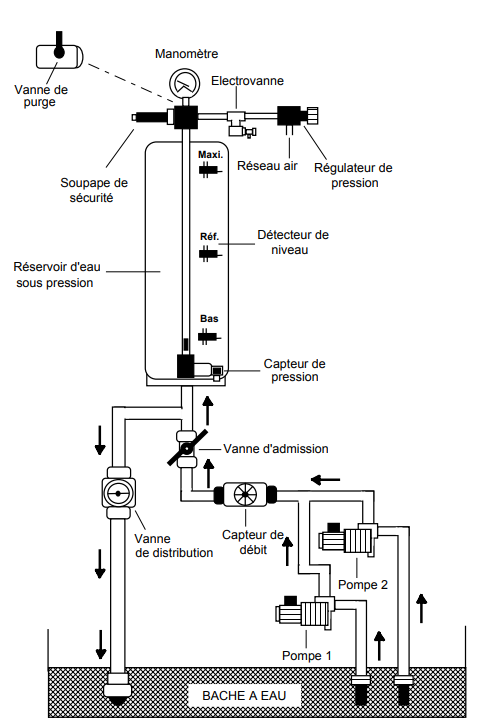 Manomètre
Electrovanne
Vanne de
purge
Réseau air
Régulateur de
pression
Soupape de
sécurité
Maxi.
Réf.
Détecteur de
niveau
Réservoir d'eau
sous pression
Bas
Capteur de
pression
Vanne d'admission
Vanne
de distribution
Capteur de
débit
Pompe 2
Pompe 1
BACHE A EAU